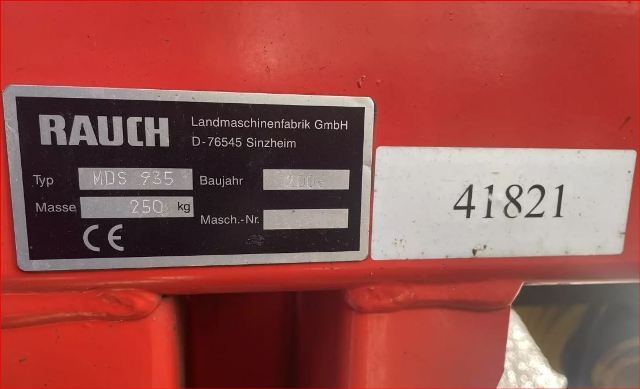 RAUCH
Landmaschinenfabrik GmbH
D-76545 Sinzheim
Typ MDS 935 Baujahr
Masse 250 kg Masch.-Nr.
CE
41821